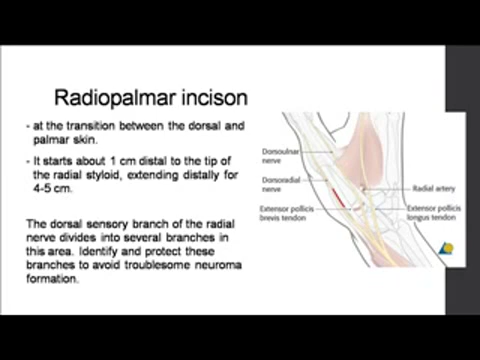 Radiopalmar incison
- at the transition between the dorsal and
palmar skin.
- It starts about 1 cm distal to the tip of
the radial styloid, extending distally for
4-5 cm.
The dorsal sensory branch of the radial
nerve divides into several branches in
this area. Identify and protect these
branches to avoid troublesome neuroma
formation.
Dorsoulnar
nerve
Dorsoradial
nerve
Extensor pollicis
brevis tendon
Radial artery
Extensor pollicis
longus tendon